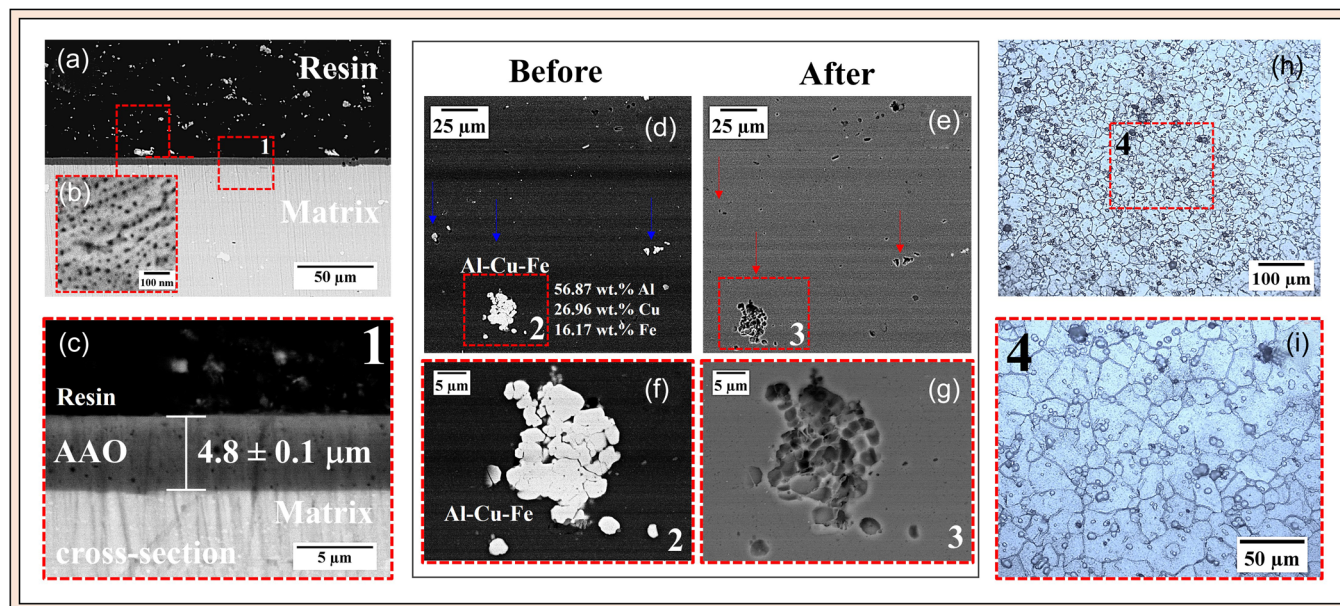 (a)
Resin
1
(b)
Matrix
100 nm
50 µm
(c)
1
Resin
AAO
4.8 ± 0.1 µm
Matrix
cross-section
5 µm
Before
After
25 µm
(d)
25 µm
(e)
Al-Cu-Fe
56.87 wt.% Al
26.96 wt.% Cu
16.17 wt.% Fe
2
3
5 µm
(f)
Al-Cu-Fe
2
5 µm
(g)
3
(h)
4
100 µm
4
(i)
50 µm